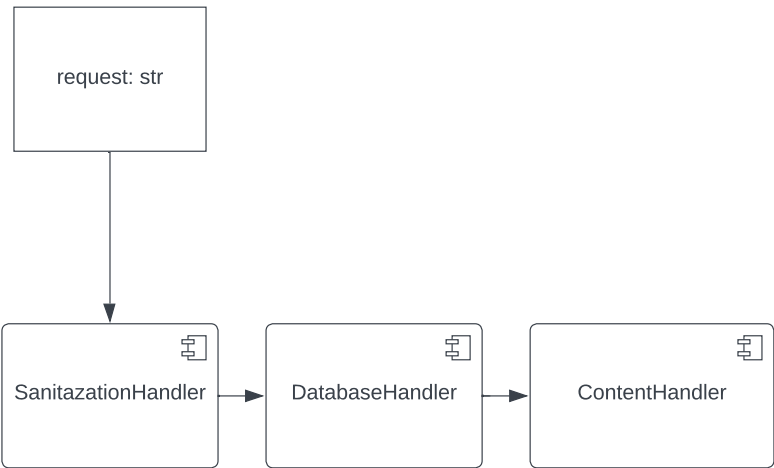 request: str
SanitazationHandler
DatabaseHandler
ContentHandler